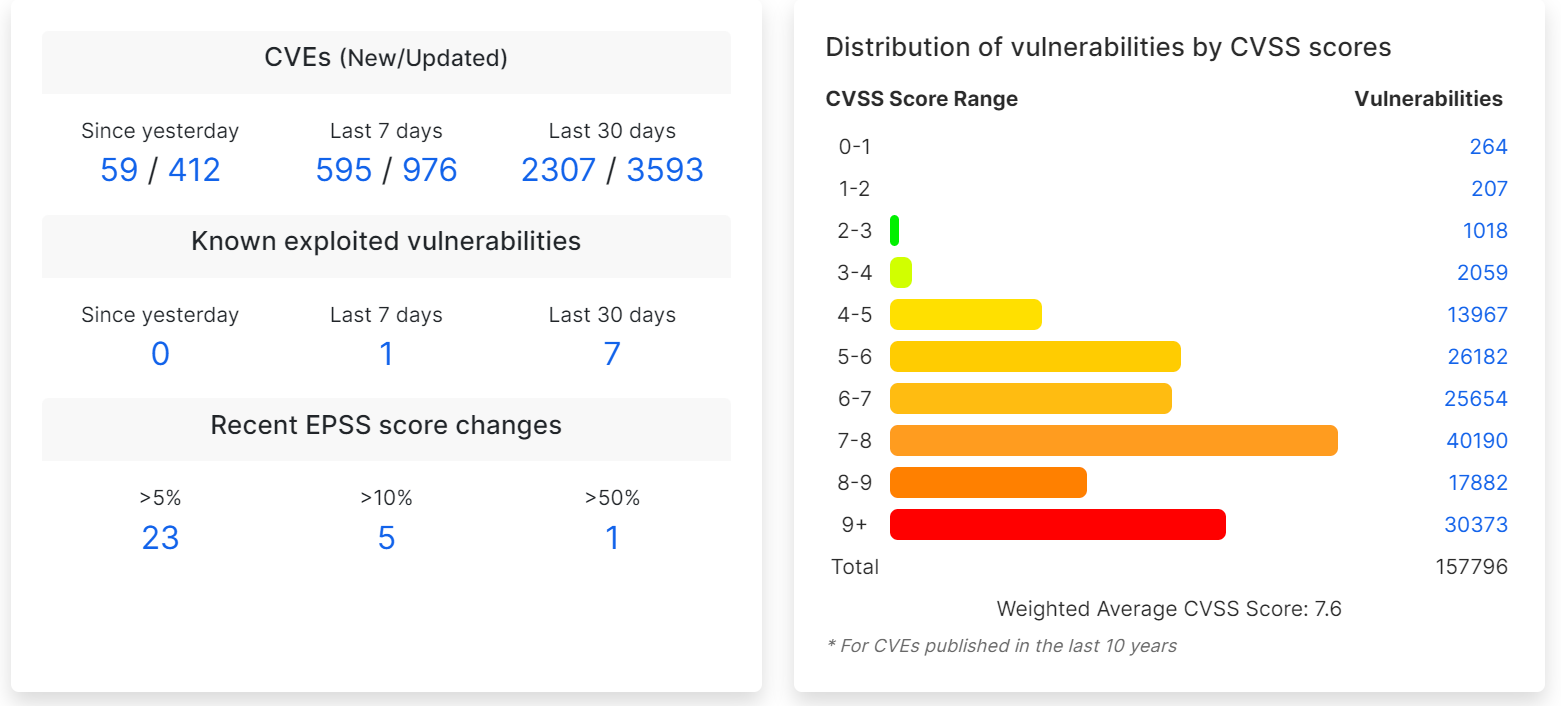 CVEs (New/Updated)
Since yesterday Last 7 days Last 30 days
59 / 412 595 / 976 2307 / 3593
Known exploited vulnerabilities
Since yesterday Last 7 days Last 30 days
0 1 7
Recent EPSS score changes
>5% >10% >50%
23 5 1
Distribution of vulnerabilities by CVSS scores
CVSS Score Range Vulnerabilities
0-1 264
1-2 207
2-3 1018
3-4 2059
4-5 13967
5-6 26182
6-7 25654
7-8 40190
8-9 17882
9+ 30373
Total 157796
Weighted Average CVSS Score: 7.6
* For CVEs published in the last 10 years